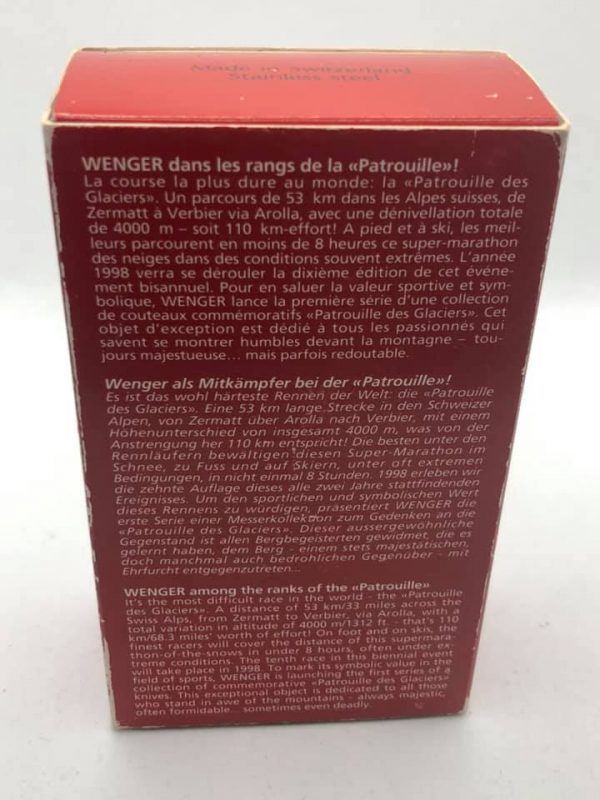 Made in Switzerland
Stainless steel
WENGER dans les rangs de la «Patrouille»!
La course la plus dure au monde: la «Patrouille des
Glaciers». Un parcours de 53 km dans les Alpes suisses, de
Zermatt à Verbier via Arolla, avec une dénivellation totale
de 4000 m – soit 110 km-effort! A pied et à ski, les meil-
leurs parcourent en moins de 8 heures ce super-marathon
des neiges dans des conditions souvent extrêmes. L'année
1998 verra se dérouler la dixième édition de cet événe-
ment bisannuel. Pour en saluer la valeur sportive et sym-
bolique, WENGER lance la première série d'une collection
de couteaux commémoratifs «Patrouille des Glaciers». Cet
objet d'exception est dédié à tous les passionnés qui
savent se montrer humbles devant la montagne – tou-
jours majestueuse... mais parfois redoutable.
Wenger als Mitkämpfer bei der «Patrouille»!
Es ist das wohl härteste Rennen der Welt: die «Patrouille
des Glaciers». Eine 53 km lange Strecke in den Schweizer
Alpen, von Zermatt über Arolla nach Verbier, mit einem
Höhenunterschied von insgesamt 4000 m, was von der
Anstrengung her 110 km entspricht! Die besten unter den
Rennläufern bewältigen diesen Super-Marathon im
Schnee, zu Fuss und auf Skiern, unter oft extremen
Bedingungen, in nicht einmal 8 Stunden. 1998 erleben wir
die zehnte Auflage dieses alle zwei Jahre stattfindenden
Ereignisses. Um den sportlichen und symbolischen Wert
dieses Rennens zu würdigen, präsentiert WENGER die
erste Serie einer Messerkollektion zum Gedenken an die
«Patrouille des Glaciers». Dieser aussergewöhnliche
Gegenstand ist allen Bergbegeisterten gewidmet, die es
gelernt haben, dem Berg - einem stets majestätischen,
doch manchmal auch bedrohlichen Gegenüber - mit
Ehrfurcht entgegenzutreten...
WENGER among the ranks of the «Patrouille»
It's the most difficult race in the world - the «Patrouille
des Glaciers». A distance of 53 km/33 miles across the
Swiss Alps, from Zermatt to Verbier, via Arolla, with a
total variation in altitude of 4000 m/1312 ft. - that's 110
km/68.3 miles' worth of effort! On foot and on skis, the
finest racers will cover the distance of this supermara-
thon-of-the-snows in under 8 hours, often under ex-
treme conditions. The tenth race in this biennial event
will take place in 1998. To mark its symbolic value in the
field of sports, WENGER is launching the first series of a
collection of commemorative «Patrouille des Glaciers»
knives. This exceptional object is dedicated to all those
who stand in awe of the mountains - always majestic,
often formidable... sometimes even deadly.